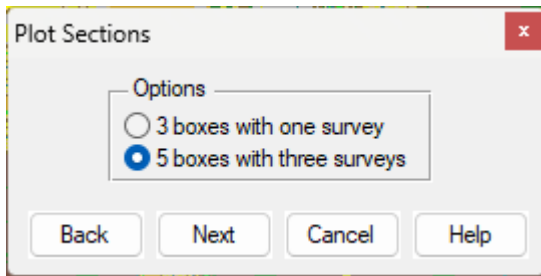 Plot Sections
x
Options
3 boxes with one survey
5 boxes with three surveys
Back Next Cancel Help